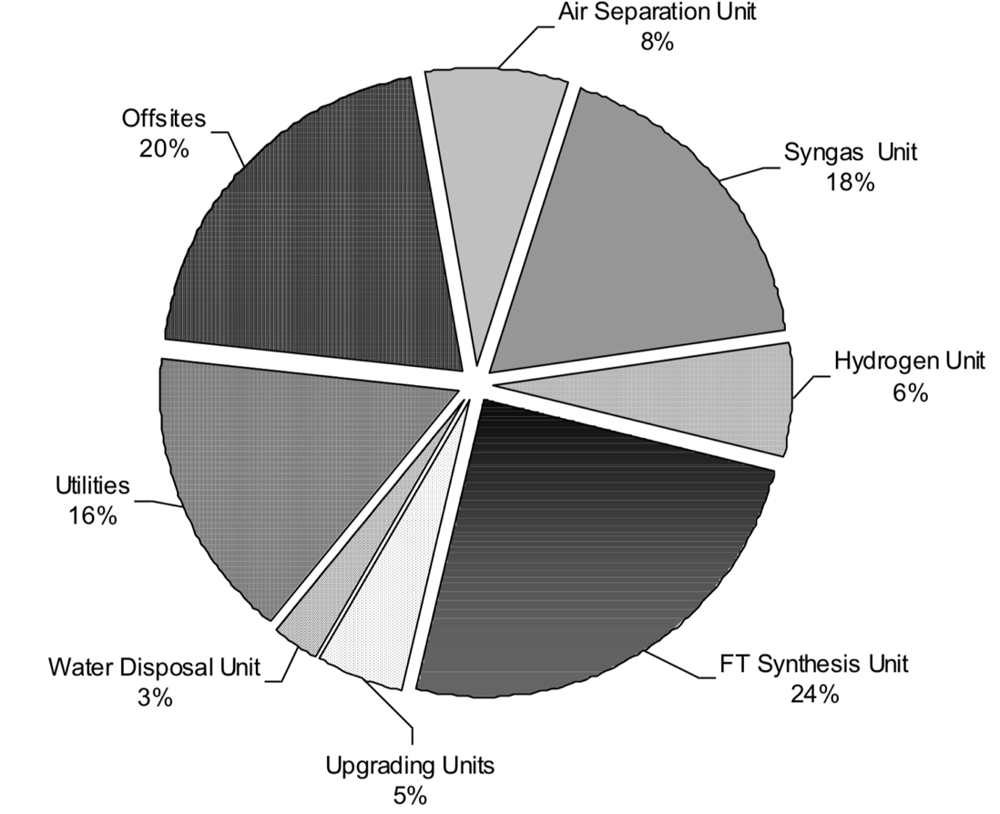 Air Separation Unit
8%
Syngas Unit
18%
Hydrogen Unit
6%
FT Synthesis Unit
24%
Upgrading Units
5%
Water Disposal Unit
3%
Utilities
16%
Offsites
20%